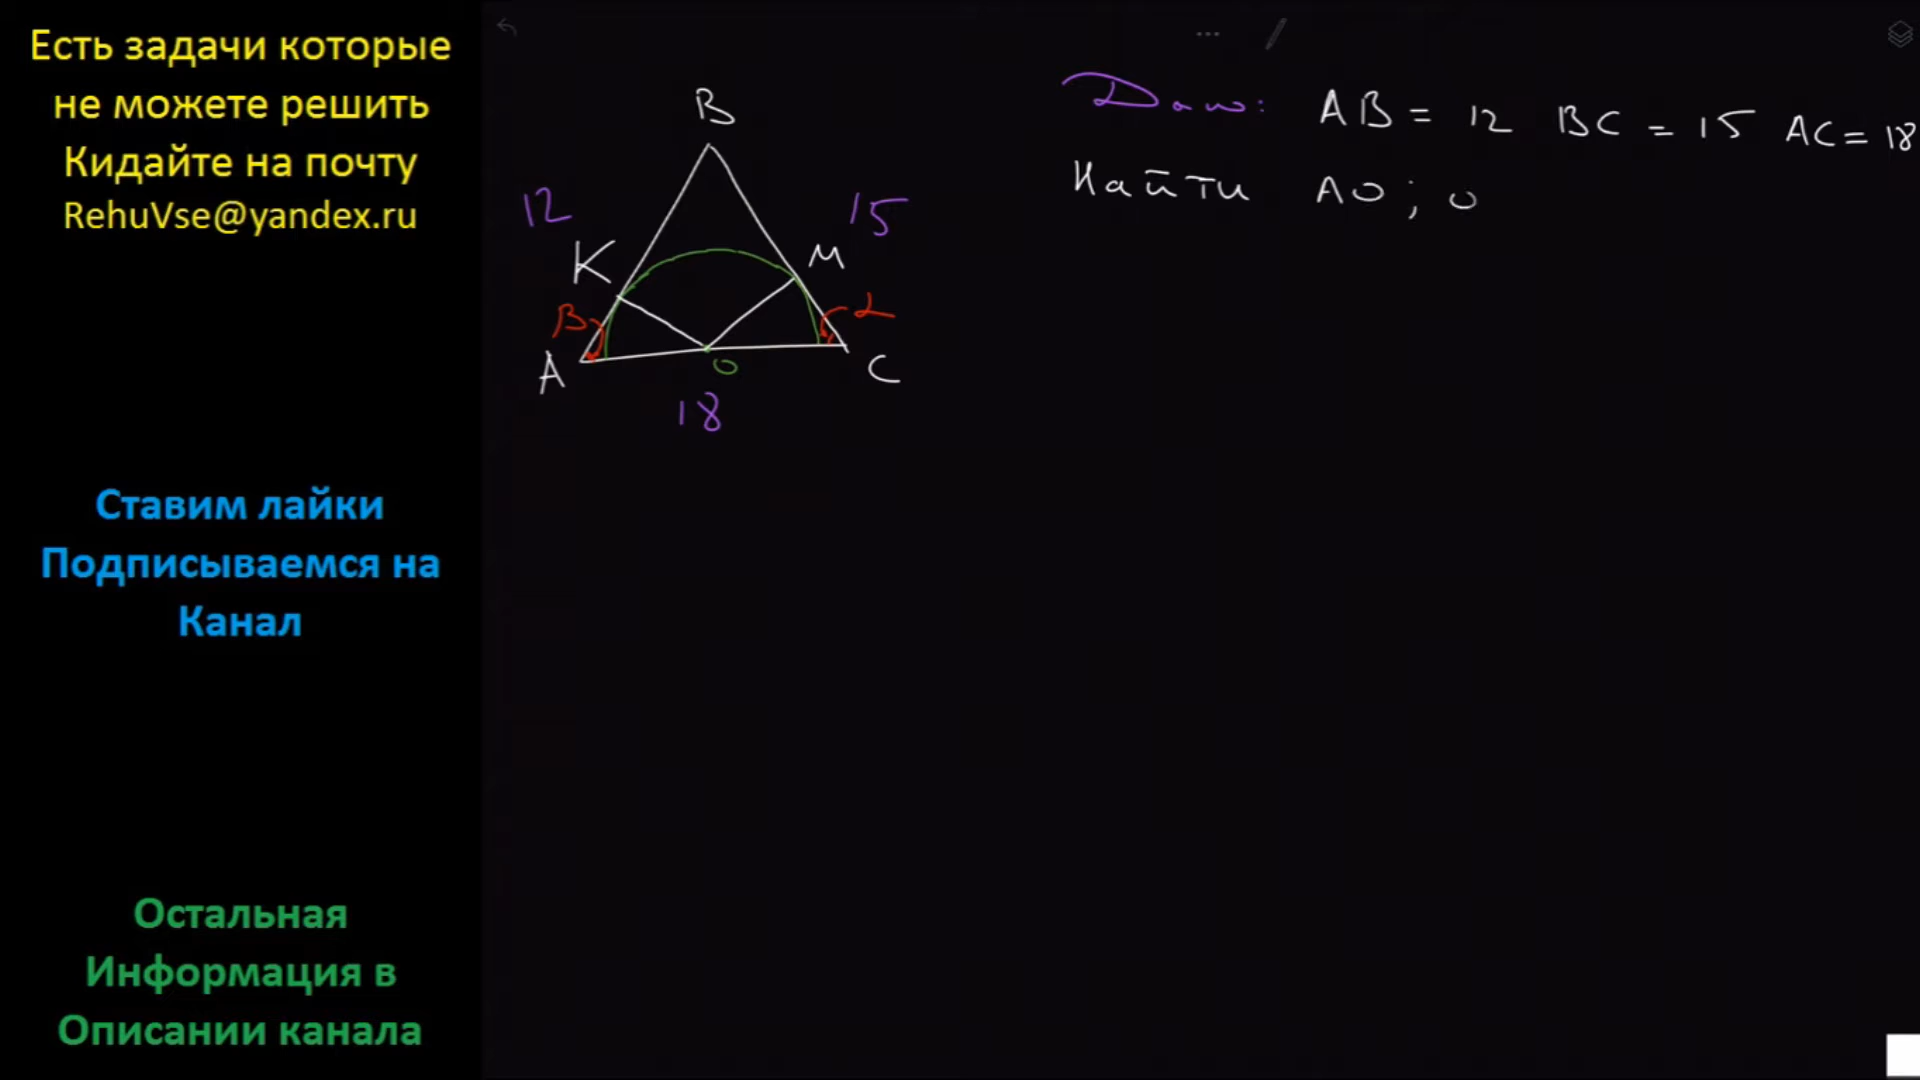 Есть задачи которые
не можете решить
Кидайте на почту
RehuVse@yandex.ru
Ставим лайки
Подписываемся на
Канал
Остальная
Информация в
Описании канала
B
12
15
K
M
β
α
A
O
C
18
Дано: AB = 12 BC = 15 AC = 18
Найти AO ; O